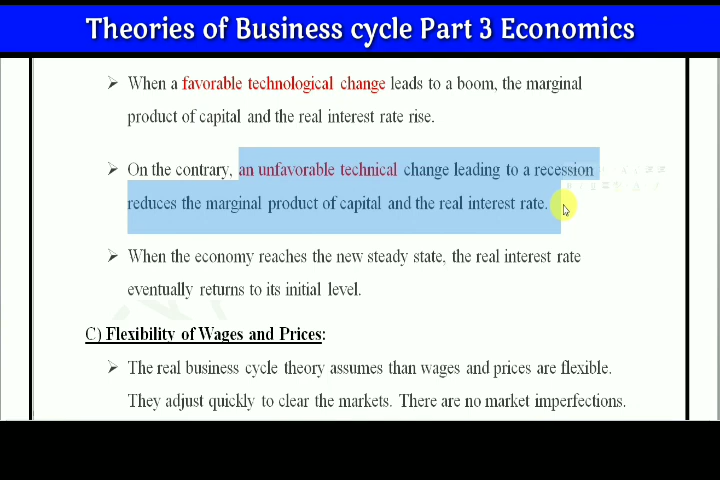 Theories of Business cycle Part 3 Economics
➢ When a favorable technological change leads to a boom, the marginal
product of capital and the real interest rate rise.
➢ On the contrary, an unfavorable technical change leading to a recession
reduces the marginal product of capital and the real interest rate.
➢ When the economy reaches the new steady state, the real interest rate
eventually returns to its initial level.
C) Flexibility of Wages and Prices:
➢ The real business cycle theory assumes than wages and prices are flexible.
They adjust quickly to clear the markets. There are no market imperfections.